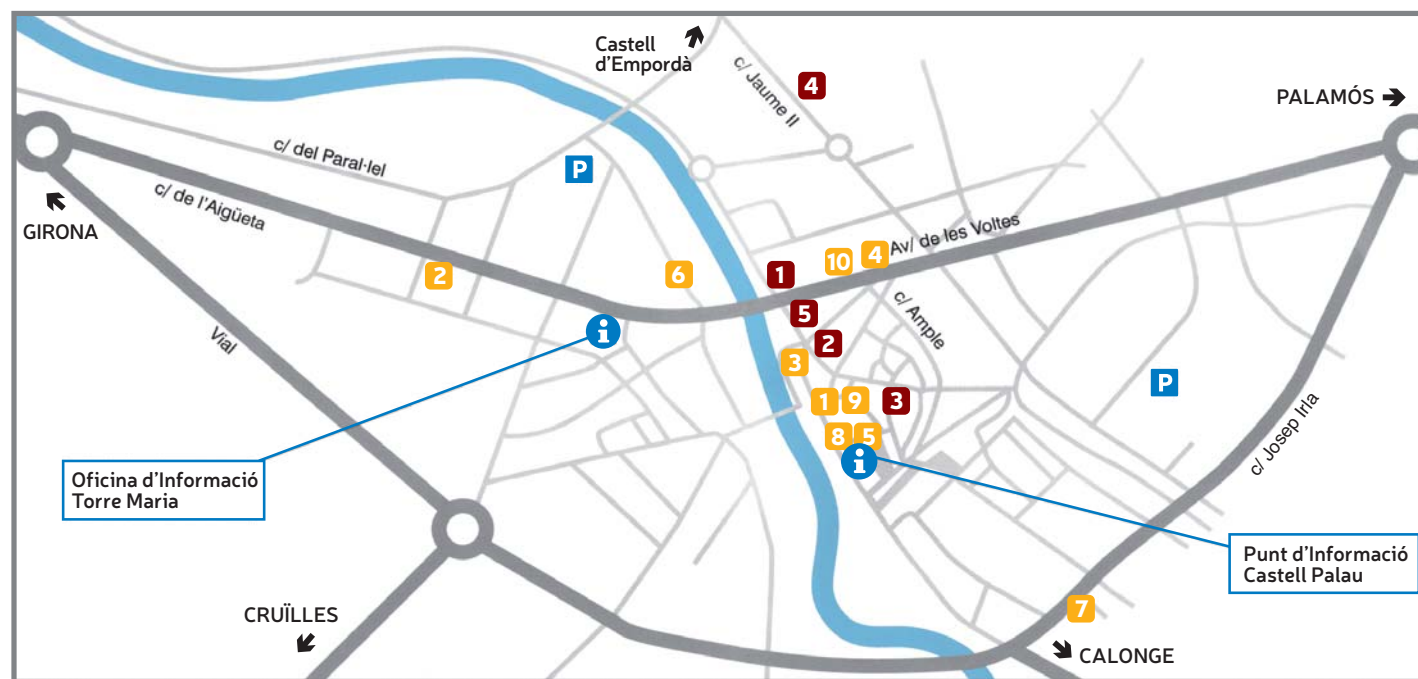 Castell
d'Empordà
c/ Jaume II
4
PALAMÓS
P
c/ del Paral·lel
c/ de l'Aigüeta
GIRONA
2
6
1
10
4
Av/ de les Voltes
5
c/ Ample
i
2
3
Vial
P
1
9
3
8
5
i
c/ Josep Irla
Oficina d'Informació
Torre Maria
Punt d'Informació
Castell Palau
7
CRUÏLLES
CALONGE